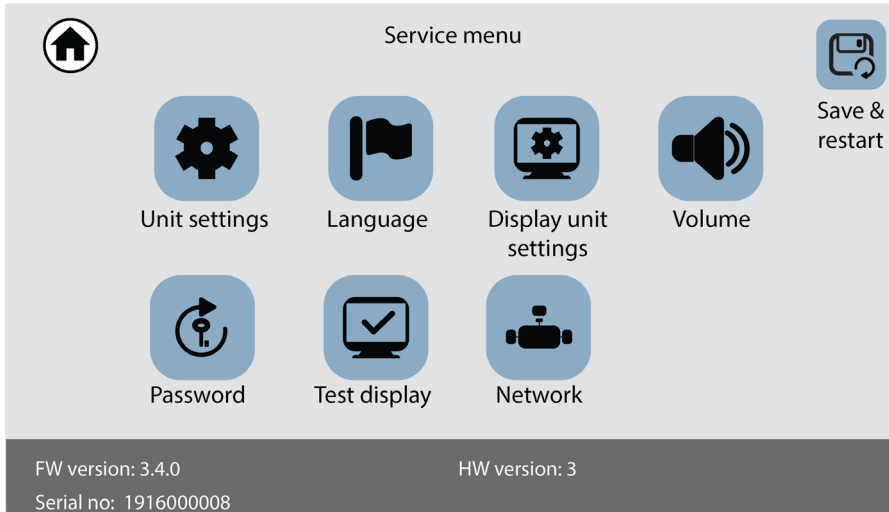 Service menu
Save &
restart
Unit settings
Language
Display unit
settings
Volume
Password
Test display
Network
FW version: 3.4.0
HW version: 3
Serial no: 1916000008